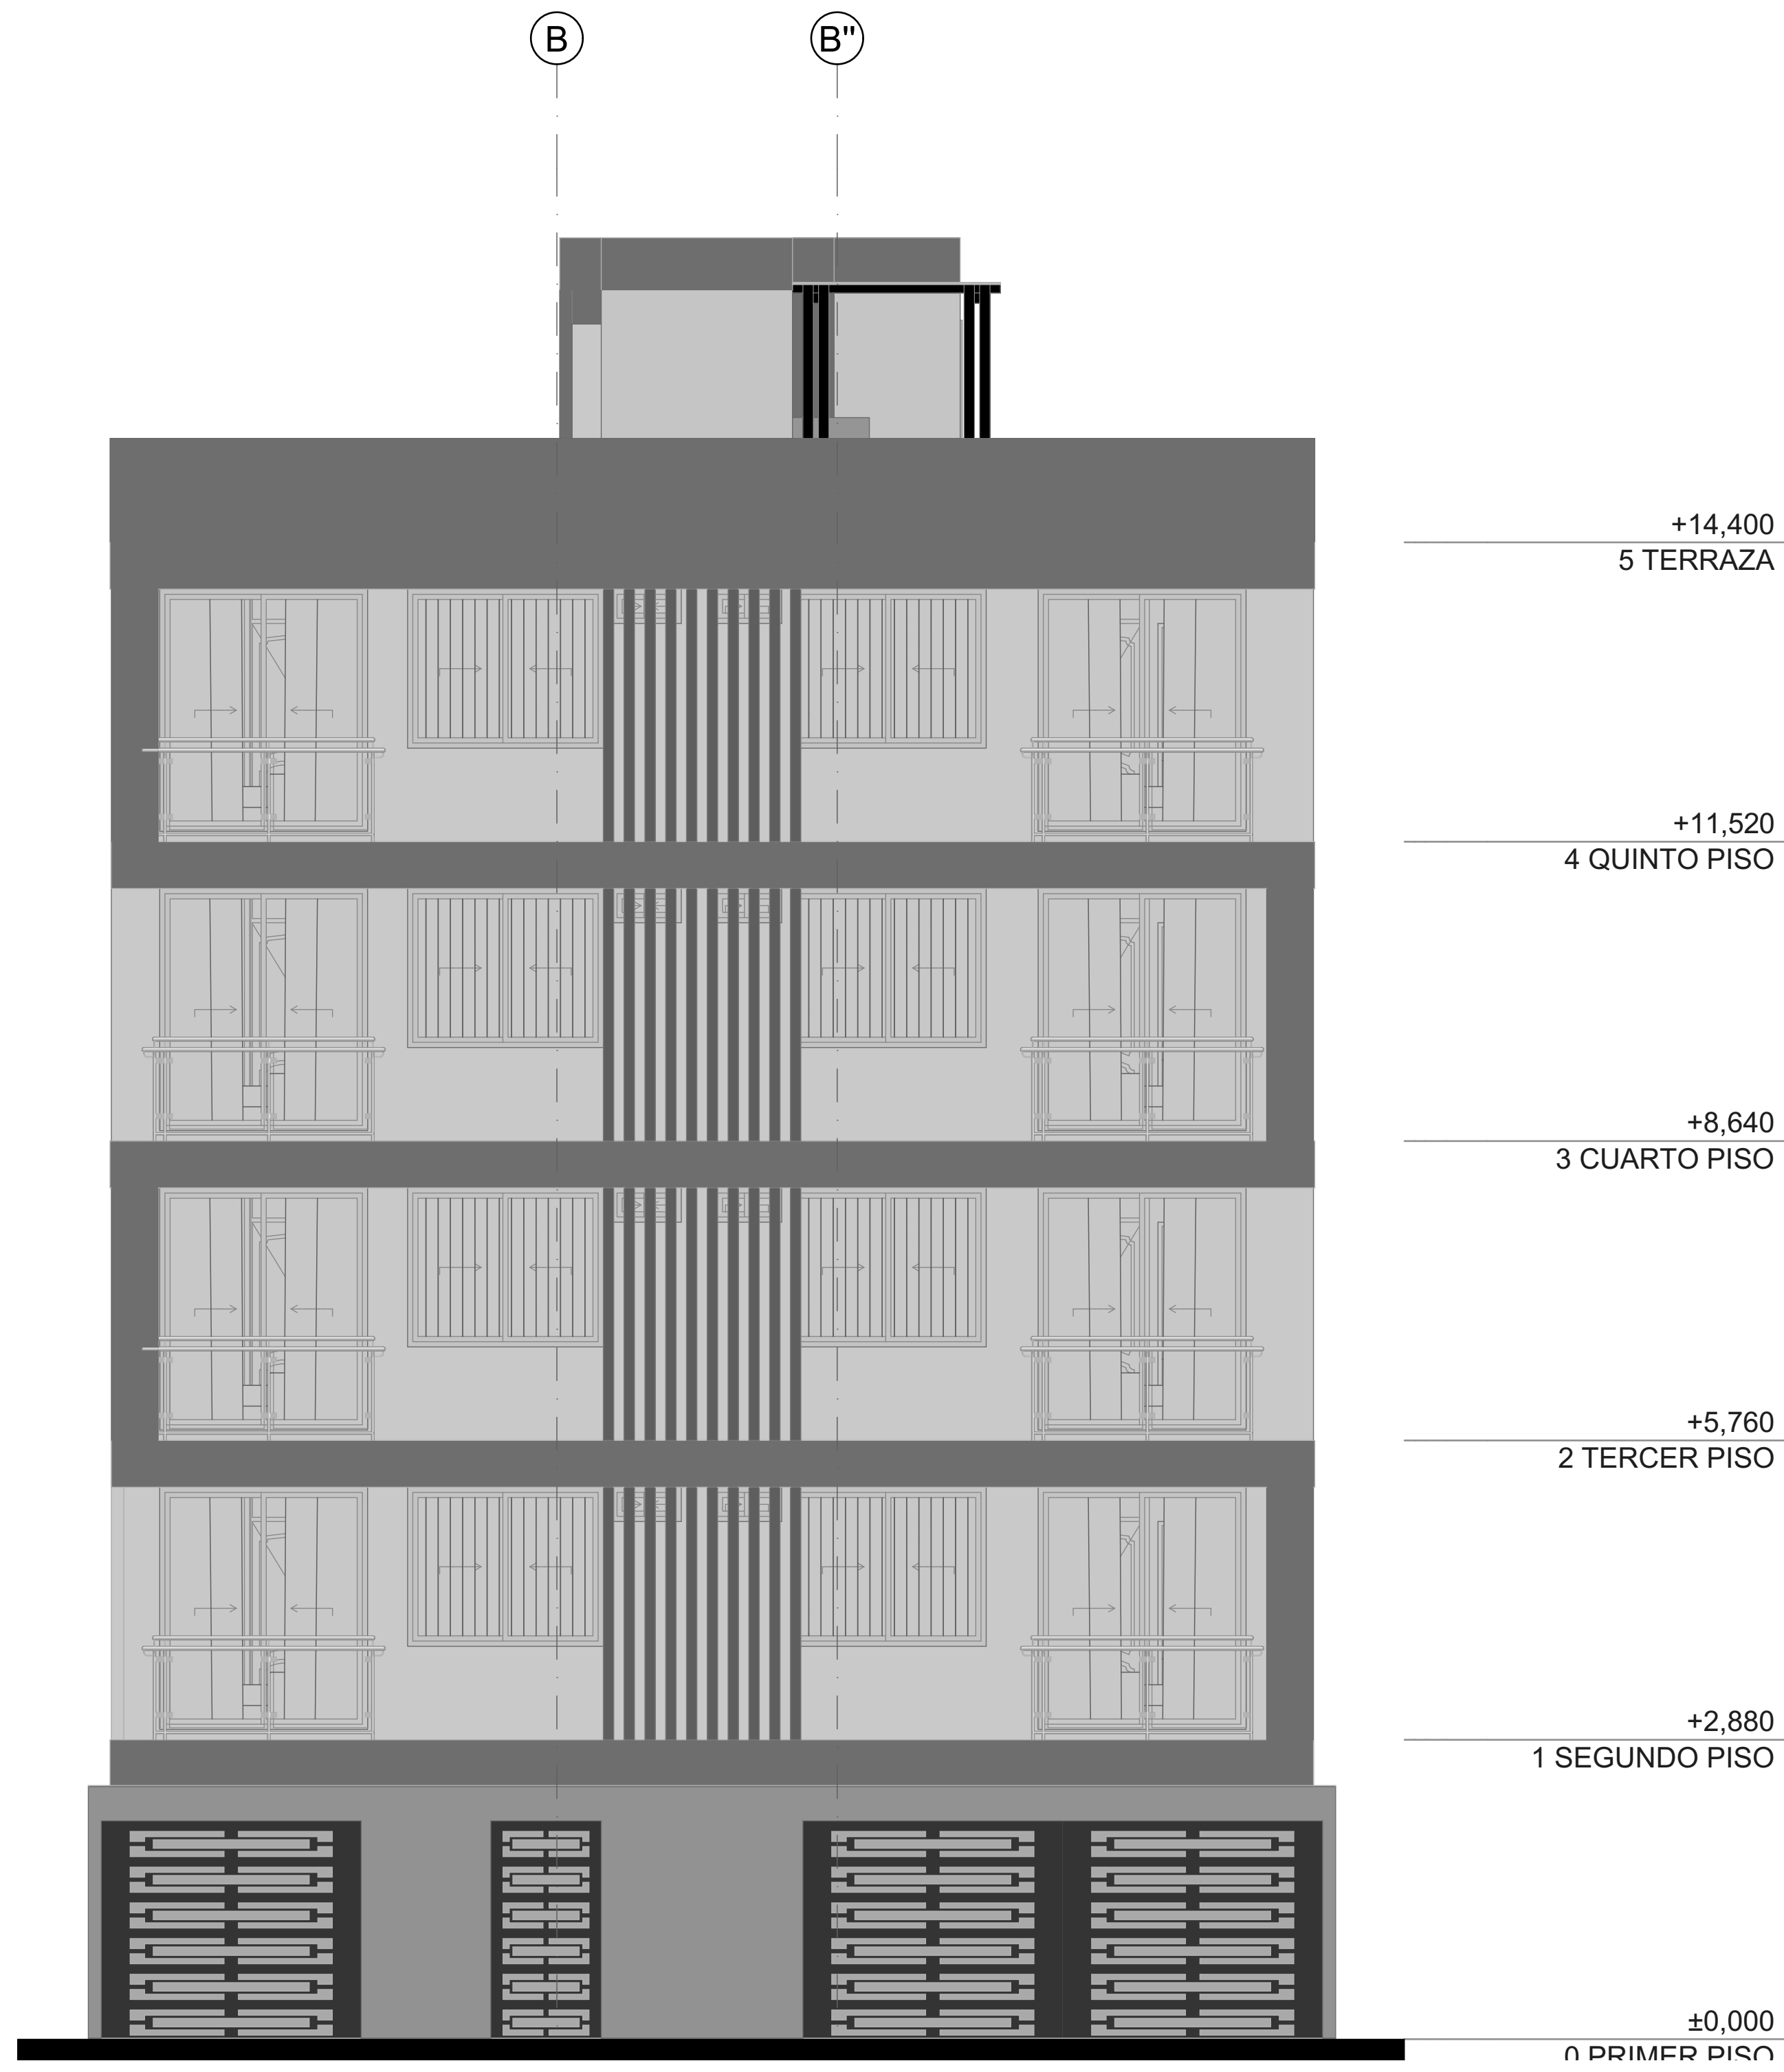 B
B"
+14,400
5 TERRAZA
+11,520
4 QUINTO PISO
+8,640
3 CUARTO PISO
+5,760
2 TERCER PISO
+2,880
1 SEGUNDO PISO
±0,000
0 PRIMER PISO